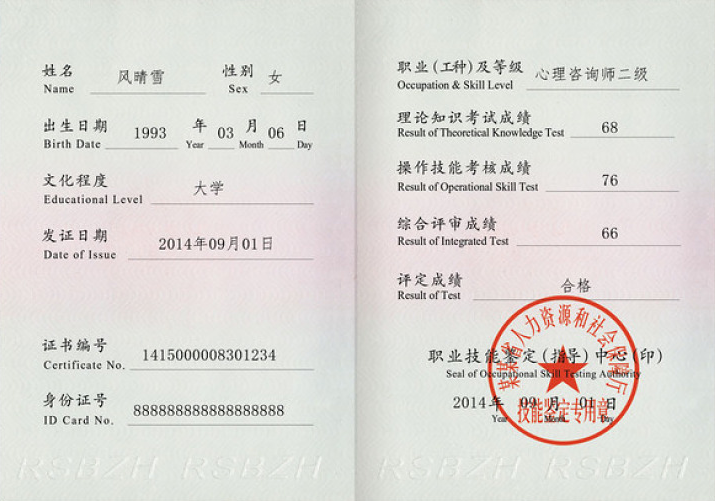 姓名 风晴雪 性别 女
Name Sex
出生日期 1993 年 03 月 06 日
Birth Date Year Month Day
文化程度 大学
Educational Level
发证日期 2014年09月01日
Date of Issue
证书编号 1415000008301234
Certificate No.
身份证号 888888888888888888
ID Card No.
RSBZH RSBZH
职业(工种)及等级 心理咨询师二级
Occupation & Skill Level
理论知识考试成绩 68
Result of Theoretical Knowledge Test
操作技能考核成绩 76
Result of Operational Skill Test
综合评审成绩 66
Result of Integrated Test
评定成绩 合格
Result of Test
某某省人力资源和社会保障厅
职业技能鉴定(指导)中心(印)
Seal of Occupational Skill Testing Authority
2014年 09 月 01 日
Year Month Day
技能鉴定专用章
RSBZH RSBZH